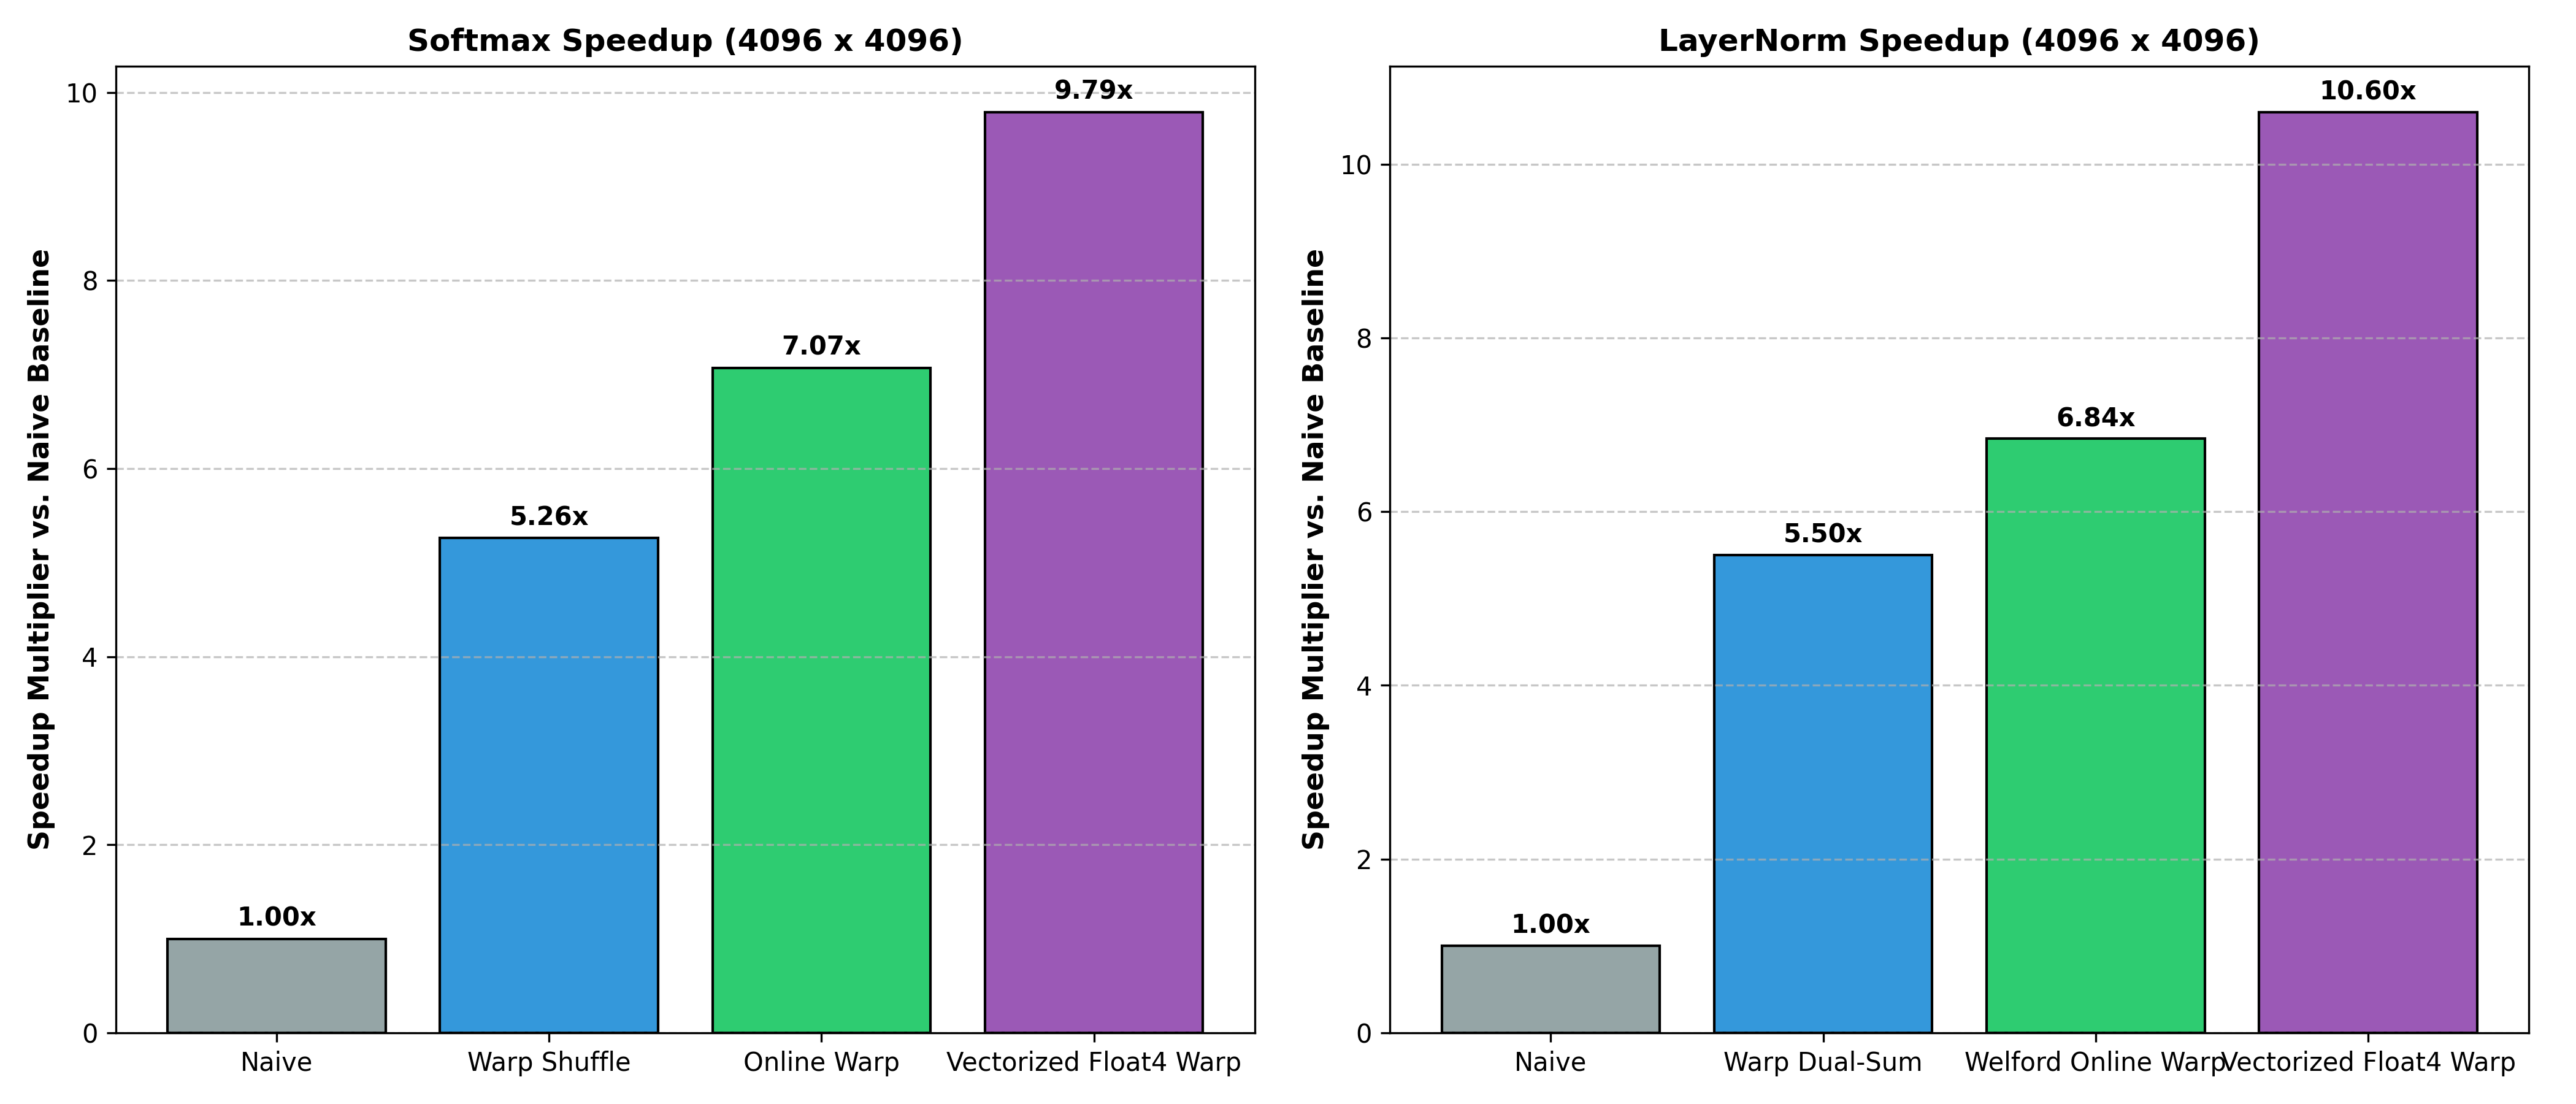 Softmax Speedup (4096 x 4096)
Speedup Multiplier vs. Naive Baseline
10
8
6
4
2
0
1.00x
5.26x
7.07x
9.79x
Naive
Warp Shuffle
Online Warp
Vectorized Float4 Warp
LayerNorm Speedup (4096 x 4096)
Speedup Multiplier vs. Naive Baseline
10
8
6
4
2
0
1.00x
5.50x
6.84x
10.60x
Naive
Warp Dual-Sum
Welford Online Warp
Vectorized Float4 Warp